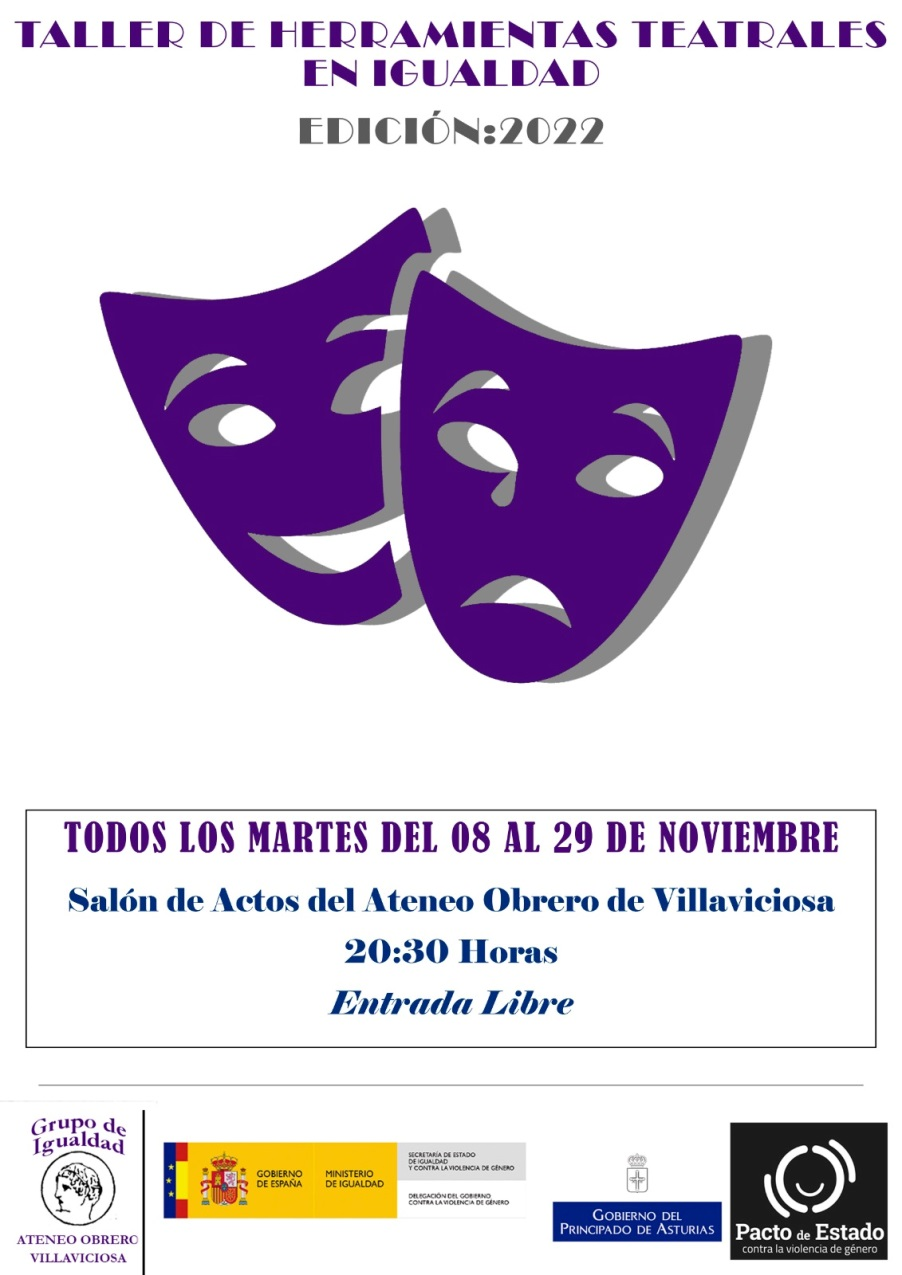 TALLER DE HERRAMIENTAS TEATRALES
EN IGUALDAD
EDICIÓN:2022
TODOS LOS MARTES DEL 08 AL 29 DE NOVIEMBRE
Salón de Actos del Ateneo Obrero de Villaviciosa
20:30 Horas
Entrada Libre
Grupo de
Igualdad
ATENEO OBRERO
VILLAVICIOSA
GOBIERNO
DE ESPAÑA
MINISTERIO
DE IGUALDAD
SECRETARÍA DE ESTADO
DE IGUALDAD
Y CONTRA LA VIOLENCIA DE GÉNERO
DELEGACIÓN DEL GOBIERNO
CONTRA LA VIOLENCIA DE GÉNERO
GOBIERNO DEL
PRINCIPADO DE ASTURIAS
Pacto de Estado
contra la violencia de género